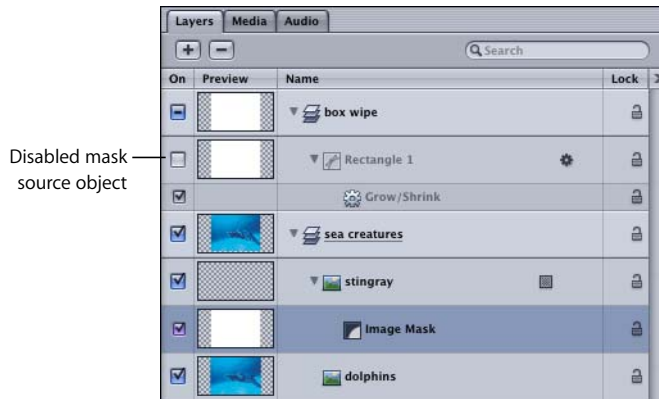 Layers Media Audio
Search
On Preview Name Lock
box wipe
Disabled mask
source object
Rectangle 1
Grow/Shrink
sea creatures
stingray
Image Mask
dolphins